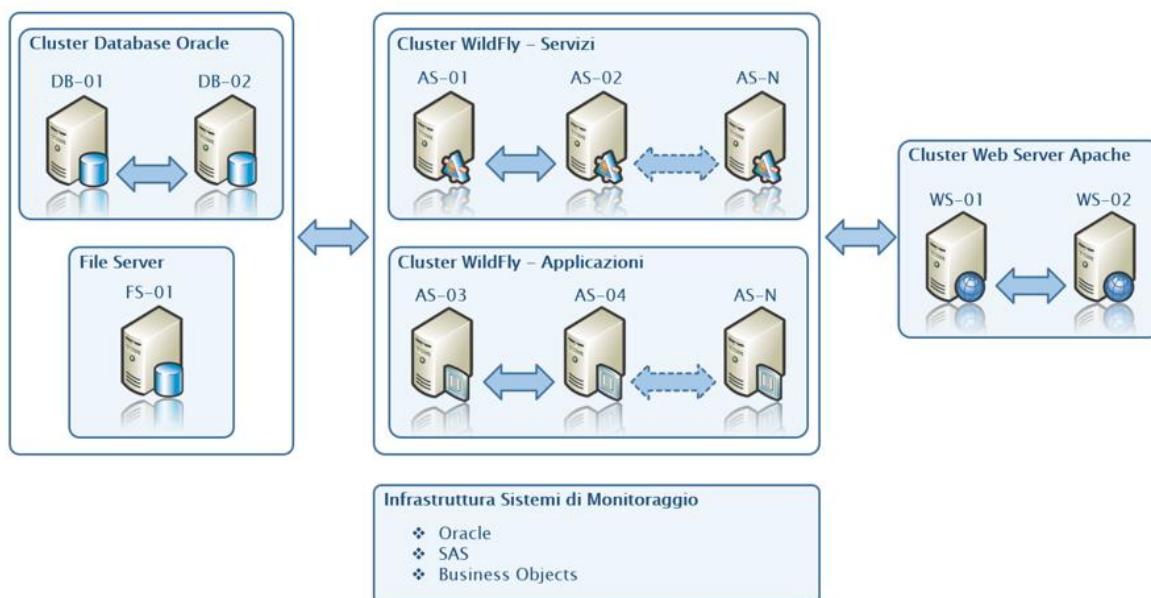 Cluster Database Oracle
DB-01
DB-02
File Server
FS-01
Cluster WildFly – Servizi
AS-01
AS-02
AS-N
Cluster WildFly – Applicazioni
AS-03
AS-04
AS-N
Cluster Web Server Apache
WS-01
WS-02
Infrastruttura Sistemi di Monitoraggio
❖ Oracle
❖ SAS
❖ Business Objects